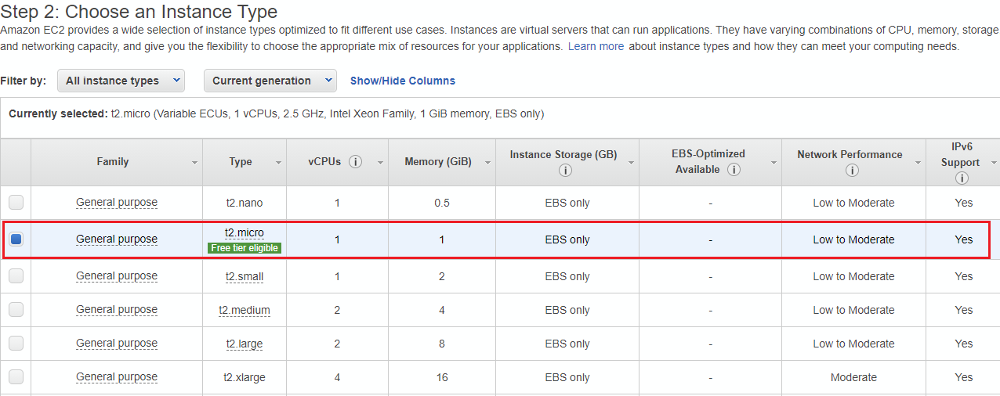 Step 2: Choose an Instance Type
Amazon EC2 provides a wide selection of instance types optimized to fit different use cases. Instances are virtual servers that can run applications. They have varying combinations of CPU, memory, storage
and networking capacity, and give you the flexibility to choose the appropriate mix of resources for your applications. Learn more about instance types and how they can meet your computing needs.
Filter by: All instance types Current generation Show/Hide Columns
Currently selected: t2.micro (Variable ECUs, 1 vCPUs, 2.5 GHz, Intel Xeon Family, 1 GiB memory, EBS only)
Family Type vCPUs i Memory (GiB) Instance Storage (GB) i EBS-Optimized Available i Network Performance i IPv6 Support i
General purpose t2.nano 1 0.5 EBS only - Low to Moderate Yes
General purpose t2.micro Free tier eligible 1 1 EBS only - Low to Moderate Yes
General purpose t2.small 1 2 EBS only - Low to Moderate Yes
General purpose t2.medium 2 4 EBS only - Low to Moderate Yes
General purpose t2.large 2 8 EBS only - Low to Moderate Yes
General purpose t2.xlarge 4 16 EBS only - Moderate Yes